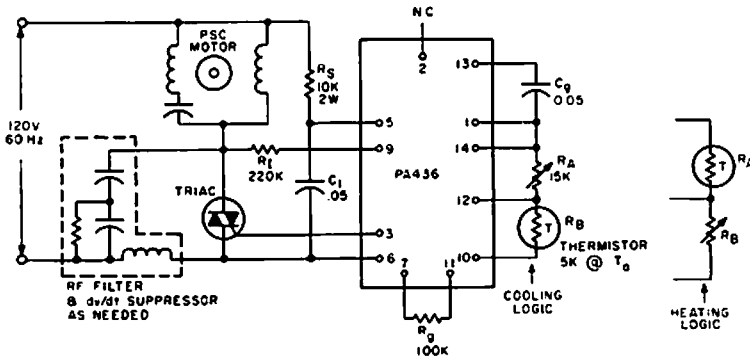 NC
PSC
MOTOR
2
13
RS
10K
2W
Cg
0.05
5
1
120V
60 Hz
9
14
RI
220K
PA436
RA
15K
TRIAC
C1
.05
12
T
RB
THERMISTOR
5K @ Ta
3
6
10
7
11
Rg
100K
RF FILTER
& dv/dt SUPPRESSOR
AS NEEDED
COOLING
LOGIC
T
RA
RB
HEATING
LOGIC